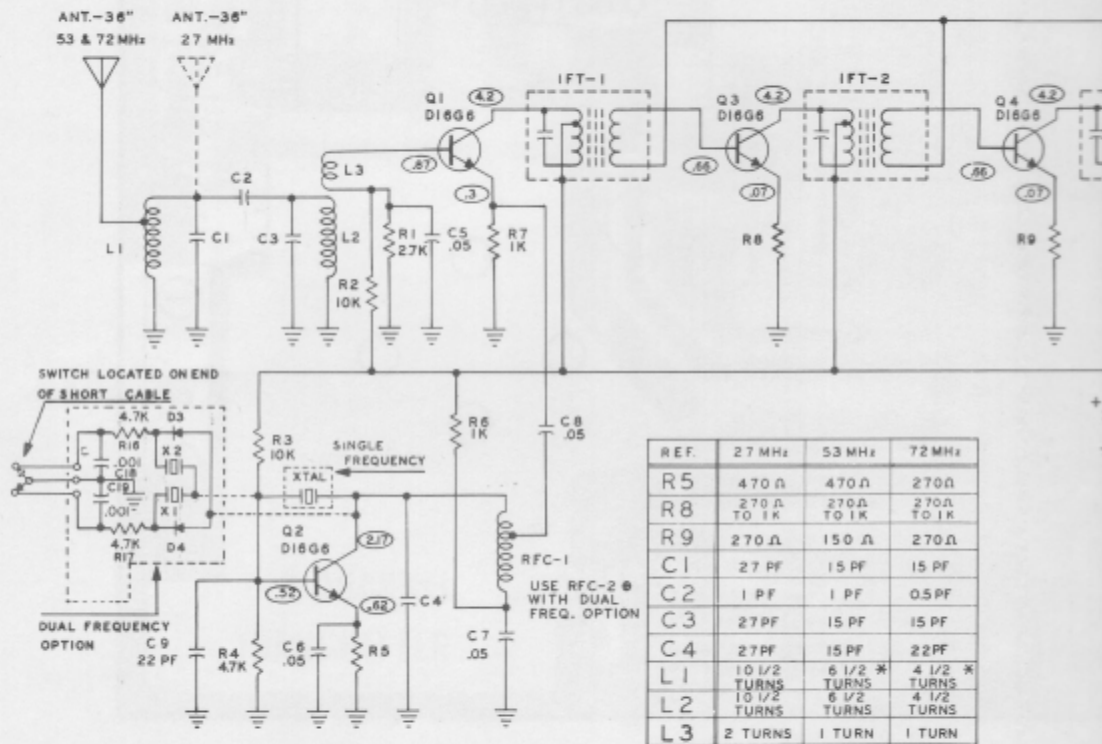 ANT.-36"
53 & 72 MHz
ANT.-36"
27 MHz
IFT-1
IFT-2
Q1
D16G6
4.2
.87
.3
Q3
D16G6
4.2
.66
.07
Q4
D16G6
4.2
.66
.07
L1
C1
C2
C3
L2
L3
R1
2.7K
C5
.05
R7
1K
R2
10K
R8
R9
SWITCH LOCATED ON END
OF SHORT CABLE
4.7K
R16
D3
C
.001
C18
C19
.001
X2
X1
4.7K
R17
D4
DUAL FREQUENCY
OPTION
R3
10K
SINGLE
FREQUENCY
XTAL
R6
1K
C8
.05
Q2
D16G6
2.17
.52
.62
C9
22 PF
R4
4.7K
C6
.05
R5
C4
RFC-1
USE RFC-2
WITH DUAL
FREQ. OPTION
C7
.05
+
REF. 27 MHz 53 MHz 72 MHz
R5 470 Ω 470 Ω 270 Ω
R8 270 Ω TO 1K 270 Ω TO 1K 270 Ω TO 1K
R9 270 Ω 150 Ω 270 Ω
C1 27 PF 15 PF 15 PF
C2 1 PF 1 PF 0.5 PF
C3 27 PF 15 PF 15 PF
C4 27 PF 15 PF 22 PF
L1 10 1/2 TURNS 6 1/2 * TURNS 4 1/2 * TURNS
L2 10 1/2 TURNS 6 1/2 TURNS 4 1/2 TURNS
L3 2 TURNS 1 TURN 1 TURN